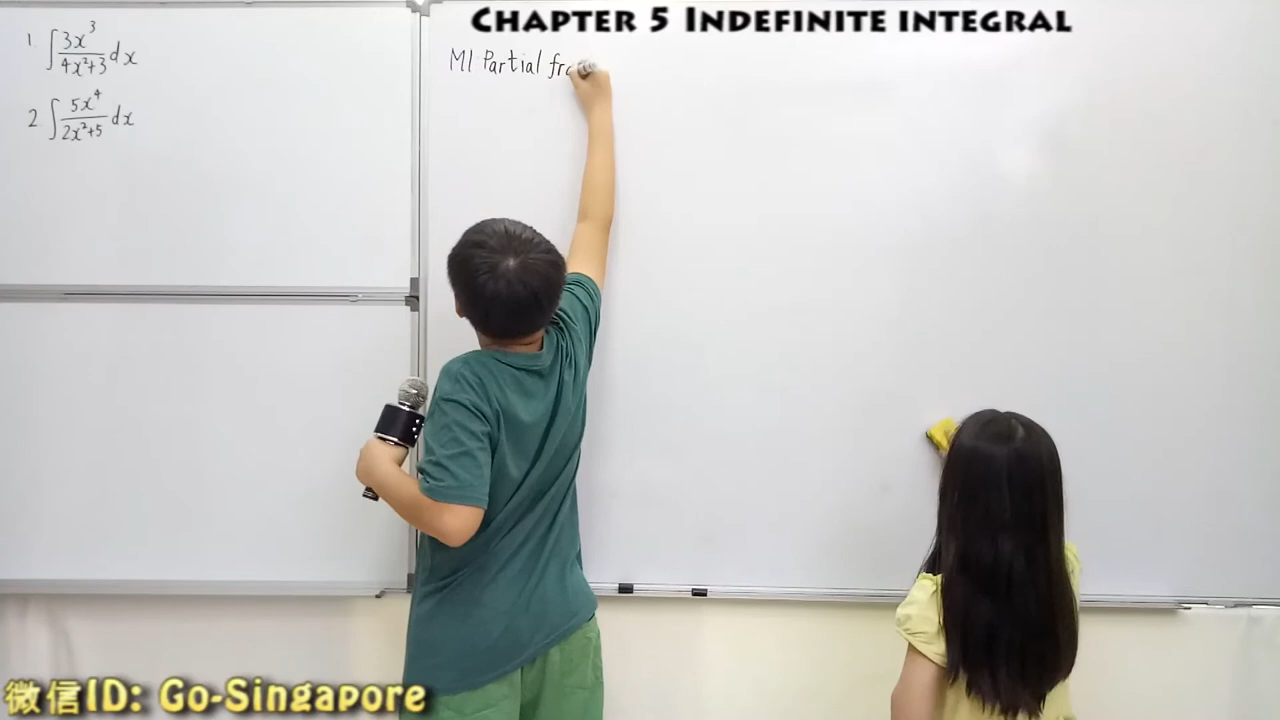 CHAPTER 5 INDEFINITE INTEGRAL
1. ∫ 3x³/(4x²+3) dx
2. ∫ 5x⁴/(2x²+5) dx
M1 Partial
微信ID: Go-Singapore